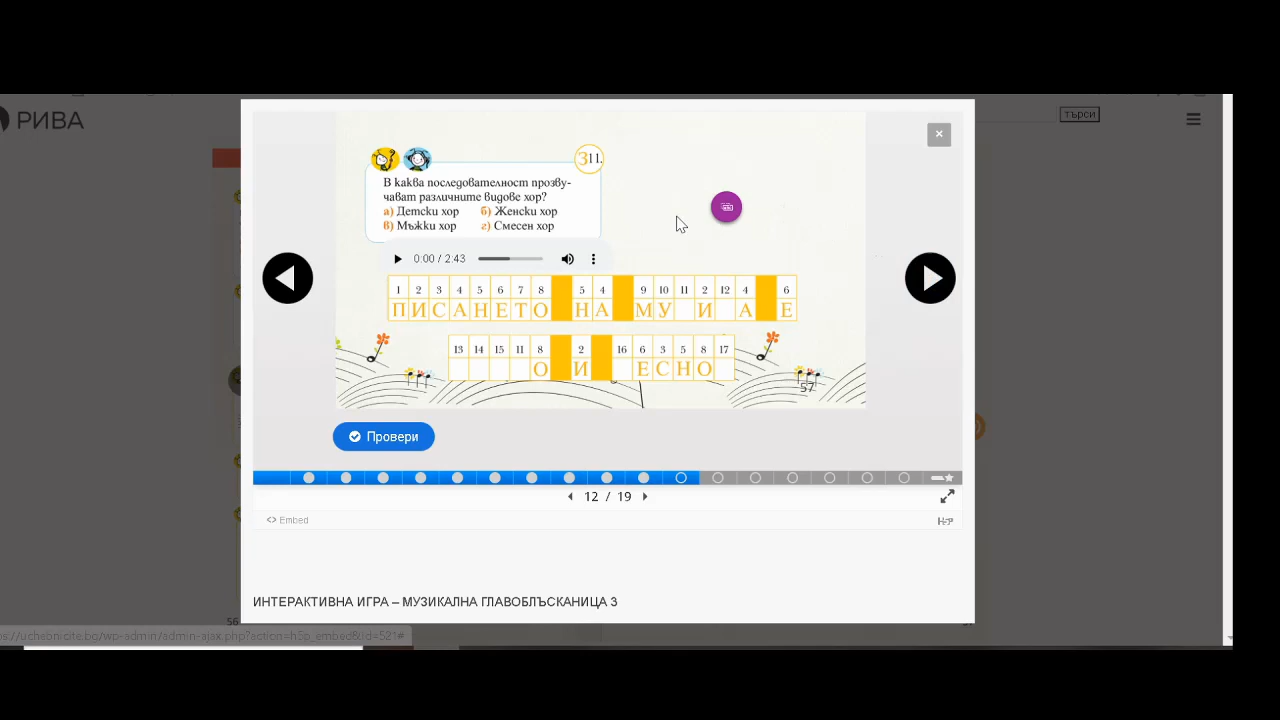 РИВА
търси
311.
В каква последователност прозву-
чават различните видове хор?
а) Детски хор б) Женски хор
в) Мъжки хор г) Смесен хор
0:00 / 2:43
1 2 3 4 5 6 7 8 5 4 9 10 11 2 12 4 6
П И С А Н Е Т О Н А М У И А Е
13 14 15 11 8 2 16 6 3 5 8 17
О И Е С Н О
57
Провери
12 / 19
<> Embed
H5P
ИНТЕРАКТИВНА ИГРА – МУЗИКАЛНА ГЛАВОБЛЪСКАНИЦА 3
56
ps://uchebnicite.bg/wp-admin/admin-ajax.php?action=h5p_embed&id=521#